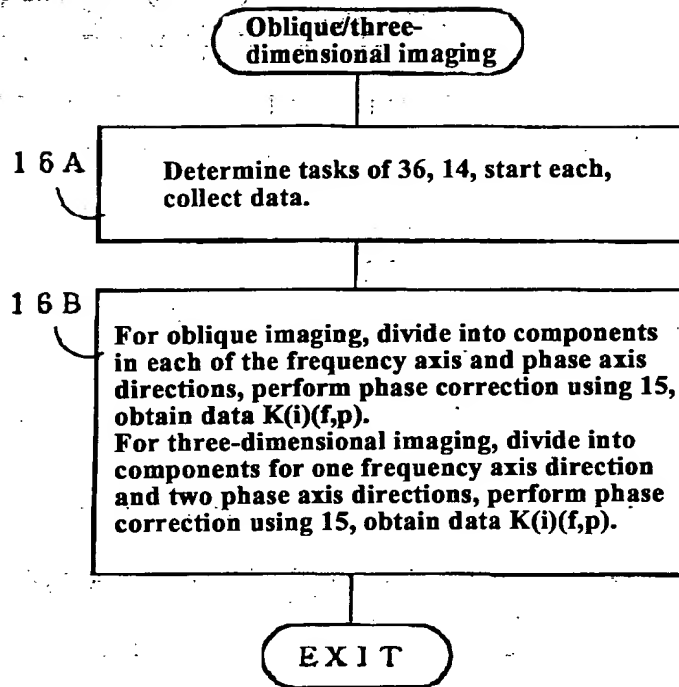 Oblique/three-
dimensional imaging
16A
Determine tasks of 36, 14, start each,
collect data.
16B
For oblique imaging, divide into components
in each of the frequency axis and phase axis
directions, perform phase correction using 15,
obtain data K(i)(f,p).
For three-dimensional imaging, divide into
components for one frequency axis direction
and two phase axis directions, perform phase
correction using 15, obtain data K(i)(f,p).
EXIT